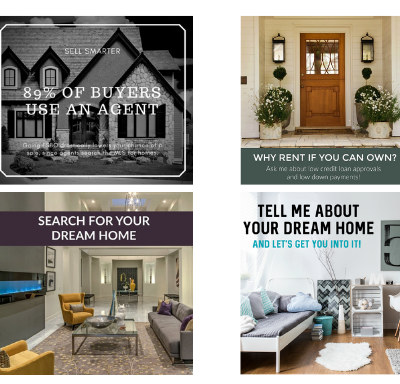 SELL SMARTER
89% OF BUYERS
USE AN AGENT
Going FSBO drastically lowers your chance of a
sale, since agents search the MLS for homes.
WHY RENT IF YOU CAN OWN?
Ask me about low credit loan approvals
and low down payments!
SEARCH FOR YOUR
DREAM HOME
TELL ME ABOUT
YOUR DREAM HOME
AND LET'S GET YOU INTO IT!
5